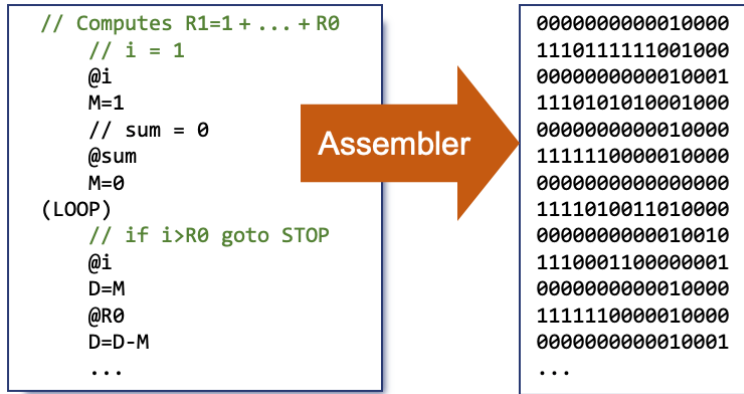 // Computes R1=1 + ... + R0
// i = 1
@i
M=1
// sum = 0
@sum
M=0
(LOOP)
// if i>R0 goto STOP
@i
D=M
@R0
D=D-M
...
Assembler
0000000000010000
1110111111001000
0000000000010001
1110101010001000
0000000000010000
1111110000010000
0000000000000000
1111010011010000
0000000000010010
1110001100000001
0000000000010000
1111110000010000
0000000000010001
...